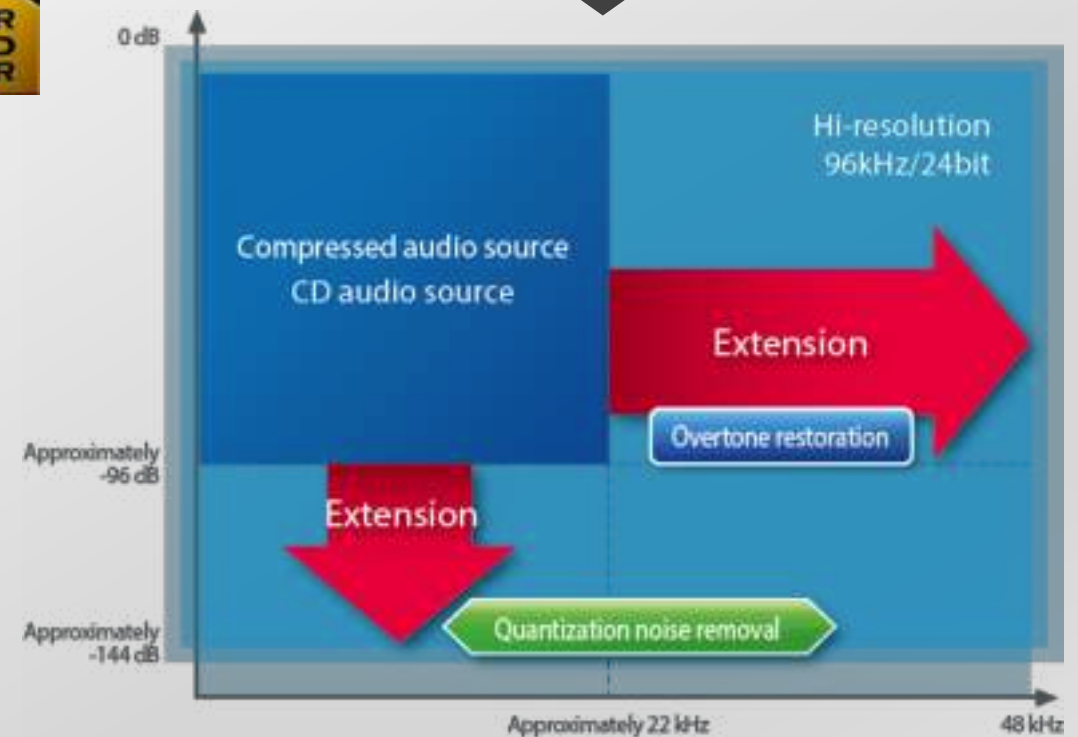 0 dB
Hi-resolution
96kHz/24bit
Compressed audio source
CD audio source
Extension
Overtone restoration
Approximately
-96 dB
Extension
Quantization noise removal
Approximately
-144 dB
Approximately 22 kHz
48 kHz